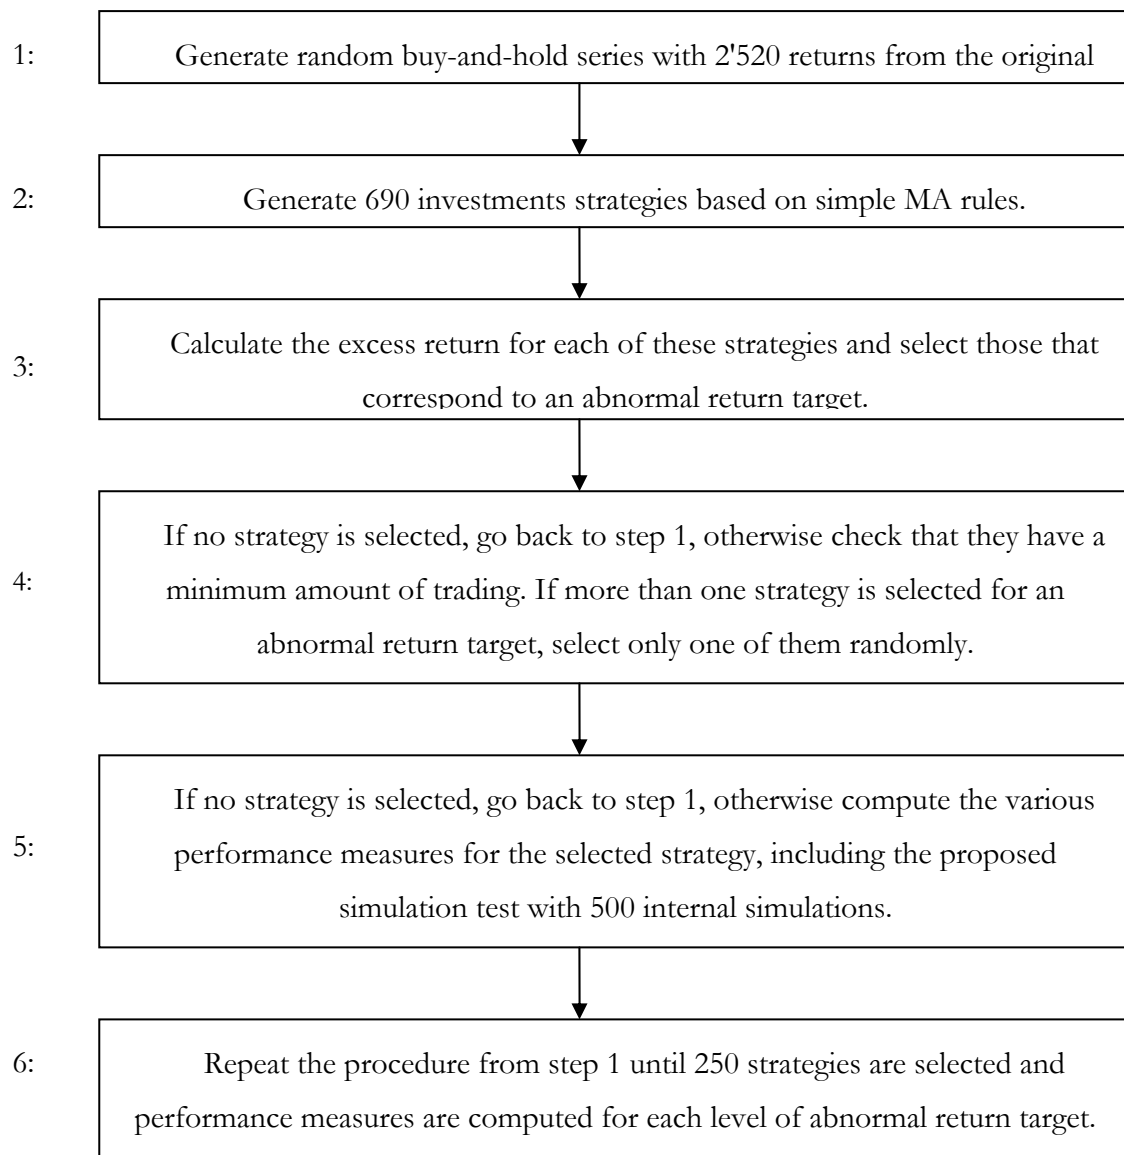 1: Generate random buy-and-hold series with 2'520 returns from the original
2: Generate 690 investments strategies based on simple MA rules.
Calculate the excess return for each of these strategies and select those that
3:
correspond to an abnormal return target.
If no strategy is selected, go back to step 1, otherwise check that they have a
4: minimum amount of trading. If more than one strategy is selected for an
abnormal return target, select only one of them randomly.
If no strategy is selected, go back to step 1, otherwise compute the various
5: performance measures for the selected strategy, including the proposed
simulation test with 500 internal simulations.
6: Repeat the procedure from step 1 until 250 strategies are selected and
performance measures are computed for each level of abnormal return target.